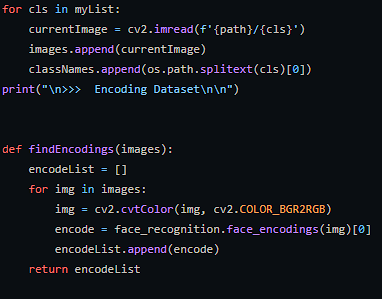 for cls in myList:
    currentImage = cv2.imread(f'{path}/{cls}')
    images.append(currentImage)
    classNames.append(os.path.splitext(cls)[0])
print("\n>>>  Encoding Dataset\n\n")
def findEncodings(images):
    encodeList = []
    for img in images:
        img = cv2.cvtColor(img, cv2.COLOR_BGR2RGB)
        encode = face_recognition.face_encodings(img)[0]
        encodeList.append(encode)
    return encodeList